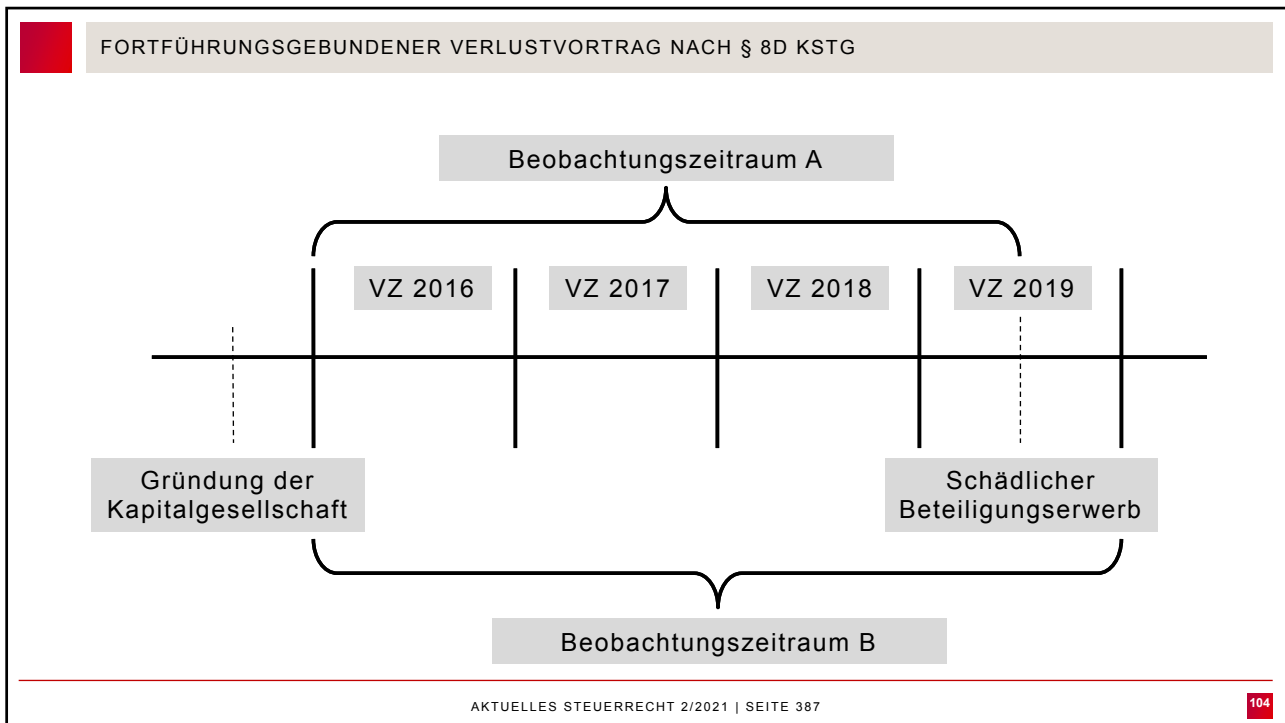 FORTFÜHRUNGSGEBUNDENER VERLUSTVORTRAG NACH § 8D KSTG
Beobachtungszeitraum A
VZ 2016
VZ 2017
VZ 2018
VZ 2019
Gründung der
Kapitalgesellschaft
Schädlicher
Beteiligungserwerb
Beobachtungszeitraum B
AKTUELLES STEUERRECHT 2/2021 | SEITE 387
104